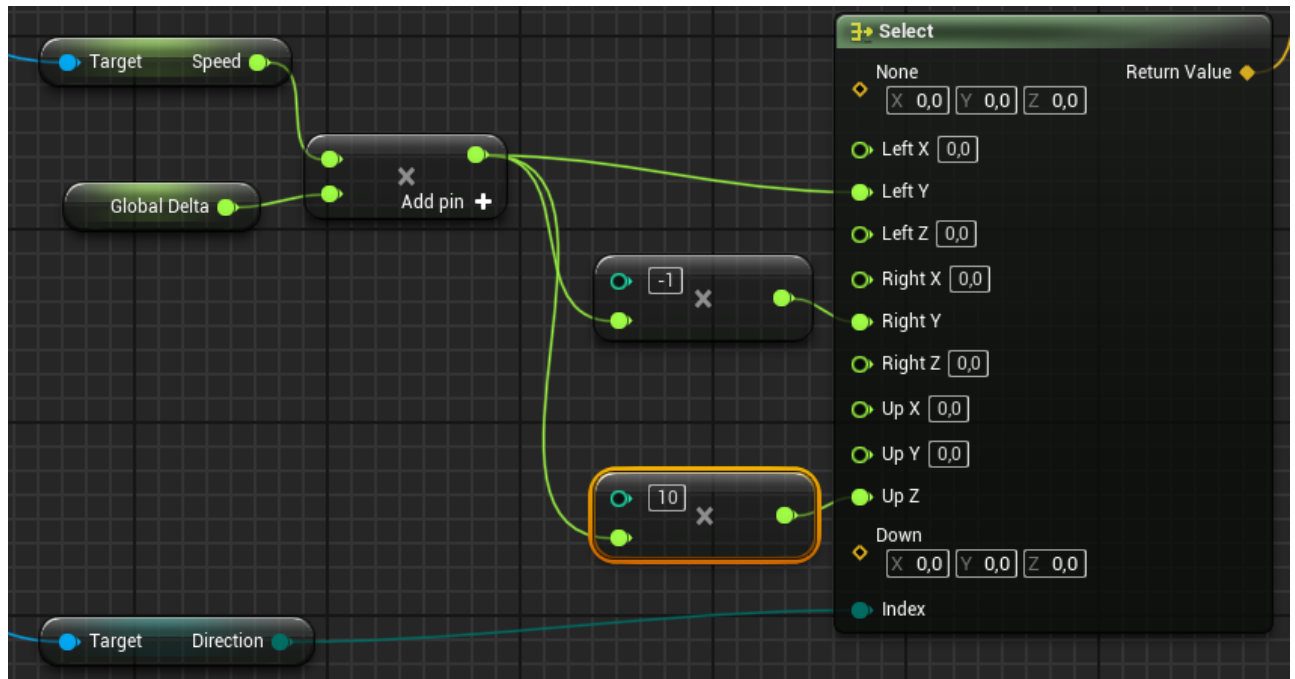 Target Speed
Global Delta
× Add pin +
-1 ×
10 ×
Target Direction
Select
None Return Value
X 0,0 Y 0,0 Z 0,0
Left X 0,0
Left Y
Left Z 0,0
Right X 0,0
Right Y
Right Z 0,0
Up X 0,0
Up Y 0,0
Up Z
Down
X 0,0 Y 0,0 Z 0,0
Index